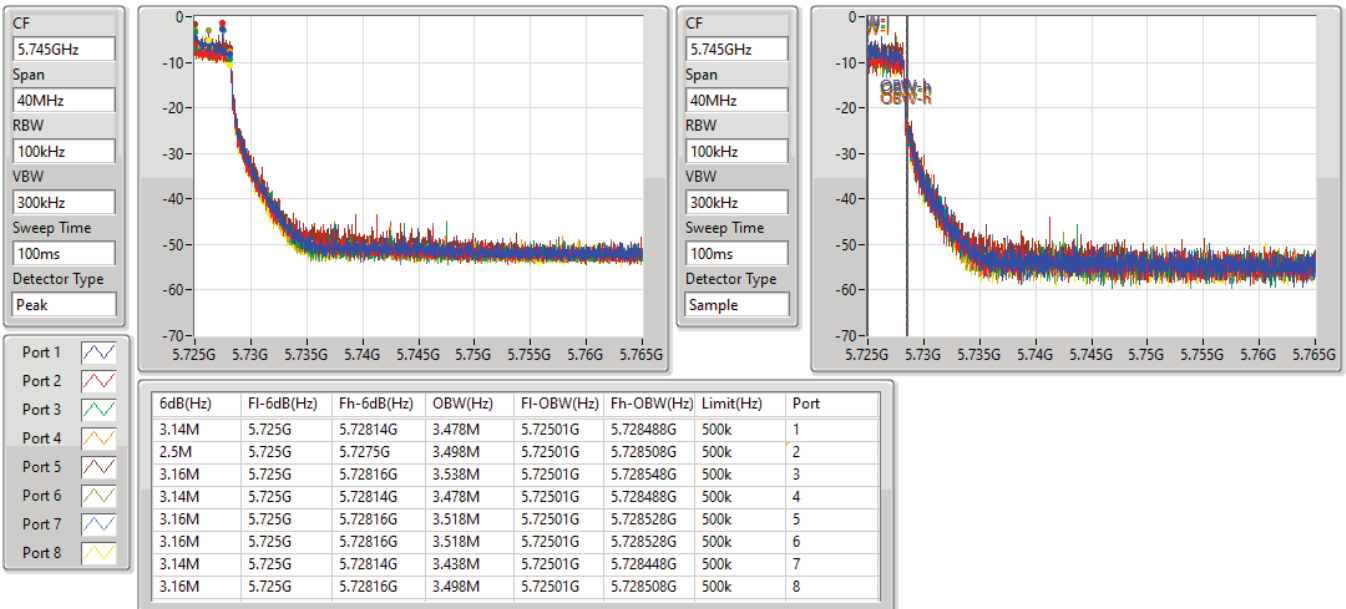 CF
5.745GHz
Span
40MHz
RBW
100kHz
VBW
300kHz
Sweep Time
100ms
Detector Type
Peak
0
-10
-20
-30
-40
-50
-60
-70
5.725G 5.73G 5.735G 5.74G 5.745G 5.75G 5.755G 5.76G 5.765G
CF
5.745GHz
Span
40MHz
RBW
100kHz
VBW
300kHz
Sweep Time
100ms
Detector Type
Sample
0
-10
-20
-30
-40
-50
-60
-70
OBW-h
OBW-h
5.725G 5.73G 5.735G 5.74G 5.745G 5.75G 5.755G 5.76G 5.765G
Port 1
Port 2
Port 3
Port 4
Port 5
Port 6
Port 7
Port 8
6dB(Hz) Fl-6dB(Hz) Fh-6dB(Hz) OBW(Hz) Fl-OBW(Hz) Fh-OBW(Hz) Limit(Hz) Port
3.14M 5.725G 5.72814G 3.478M 5.72501G 5.728488G 500k 1
2.5M 5.725G 5.7275G 3.498M 5.72501G 5.728508G 500k 2
3.16M 5.725G 5.72816G 3.538M 5.72501G 5.728548G 500k 3
3.14M 5.725G 5.72814G 3.478M 5.72501G 5.728488G 500k 4
3.16M 5.725G 5.72816G 3.518M 5.72501G 5.728528G 500k 5
3.16M 5.725G 5.72816G 3.518M 5.72501G 5.728528G 500k 6
3.14M 5.725G 5.72814G 3.438M 5.72501G 5.728448G 500k 7
3.16M 5.725G 5.72816G 3.498M 5.72501G 5.728508G 500k 8